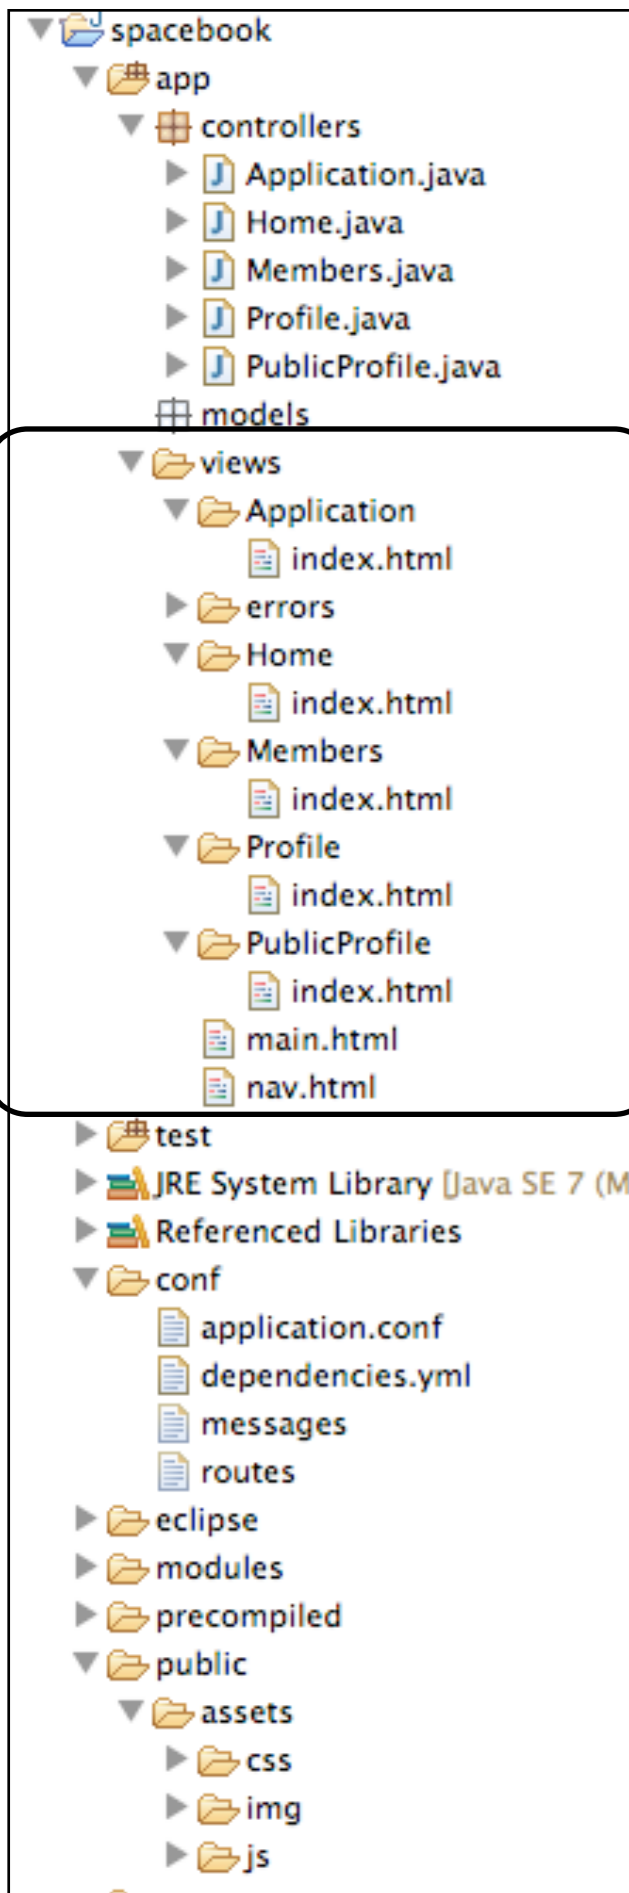 spacebook
app
controllers
Application.java
Home.java
Members.java
Profile.java
PublicProfile.java
models
views
Application
index.html
errors
Home
index.html
Members
index.html
Profile
index.html
PublicProfile
index.html
main.html
nav.html
test
JRE System Library [Java SE 7 (M
Referenced Libraries
conf
application.conf
dependencies.yml
messages
routes
eclipse
modules
precompiled
public
assets
css
img
js